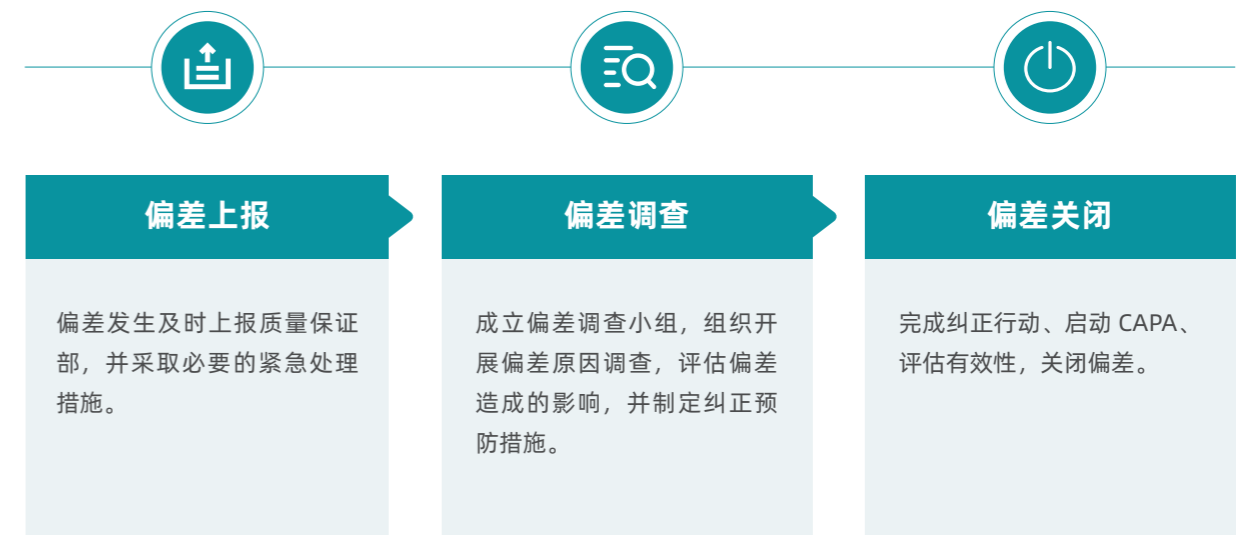 偏差上报
偏差发生及时上报质量保证
部，并采取必要的紧急处理
措施。
偏差调查
成立偏差调查小组，组织开
展偏差原因调查，评估偏差
造成的影响，并制定纠正预
防措施。
偏差关闭
完成纠正行动、启动 CAPA、
评估有效性，关闭偏差。